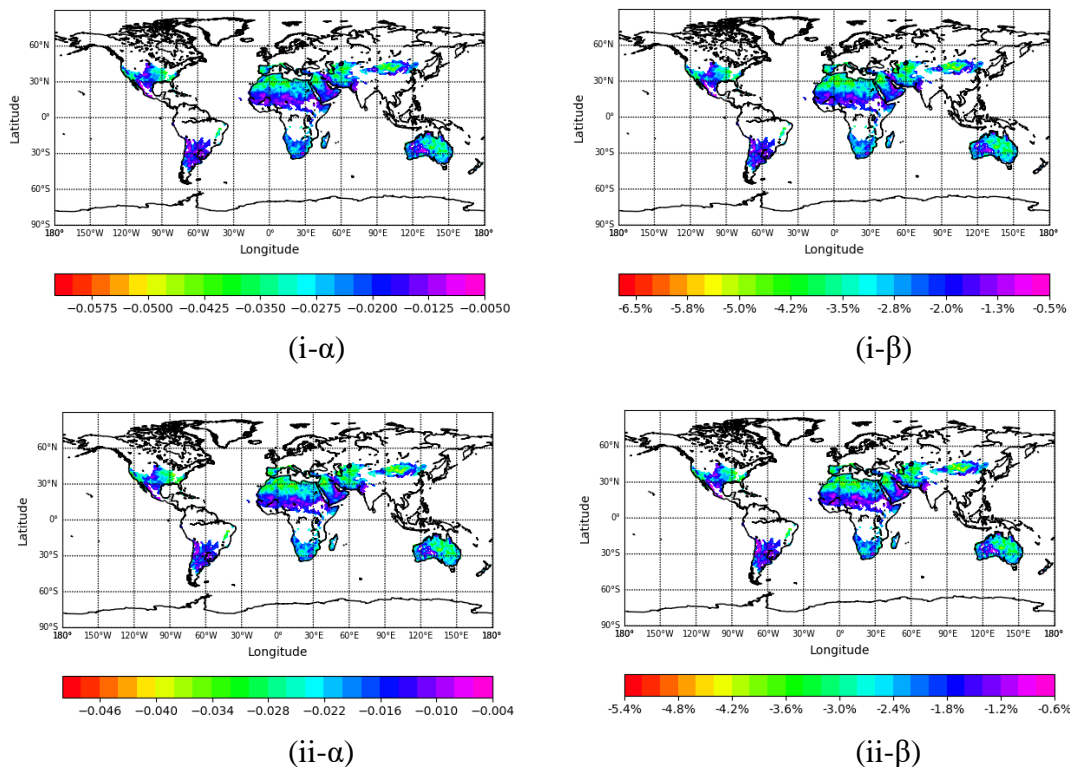 60°N 60°N
30°N 30°N
Latitude 0° Latitude 0°
30°S 30°S
60°S 60°S
90°S 90°S
180° 150°W 120°W 90°W 60°W 30°W 0° 30°E 60°E 90°E 120°E 150°E 180° 180° 150°W 120°W 90°W 60°W 30°W 0° 30°E 60°E 90°E 120°E 150°E 180°
Longitude Longitude
−0.0575 −0.0500 −0.0425 −0.0350 −0.0275 −0.0200 −0.0125 −0.0050 -6.5% -5.8% -5.0% -4.2% -3.5% -2.8% -2.0% -1.3% -0.5%
(i-α) (i-β)
60°N 60°N
30°N 30°N
Latitude 0° Latitude 0°
30°S 30°S
60°S 60°S
90°S 90°S
180° 150°W 120°W 90°W 60°W 30°W 0° 30°E 60°E 90°E 120°E 150°E 180° 180° 150°W 120°W 90°W 60°W 30°W 0° 30°E 60°E 90°E 120°E 150°E 180°
Longitude Longitude
−0.046 −0.040 −0.034 −0.028 −0.022 −0.016 −0.010 −0.004 -5.4% -4.8% -4.2% -3.6% -3.0% -2.4% -1.8% -1.2% -0.6%
(ii-α) (ii-β)